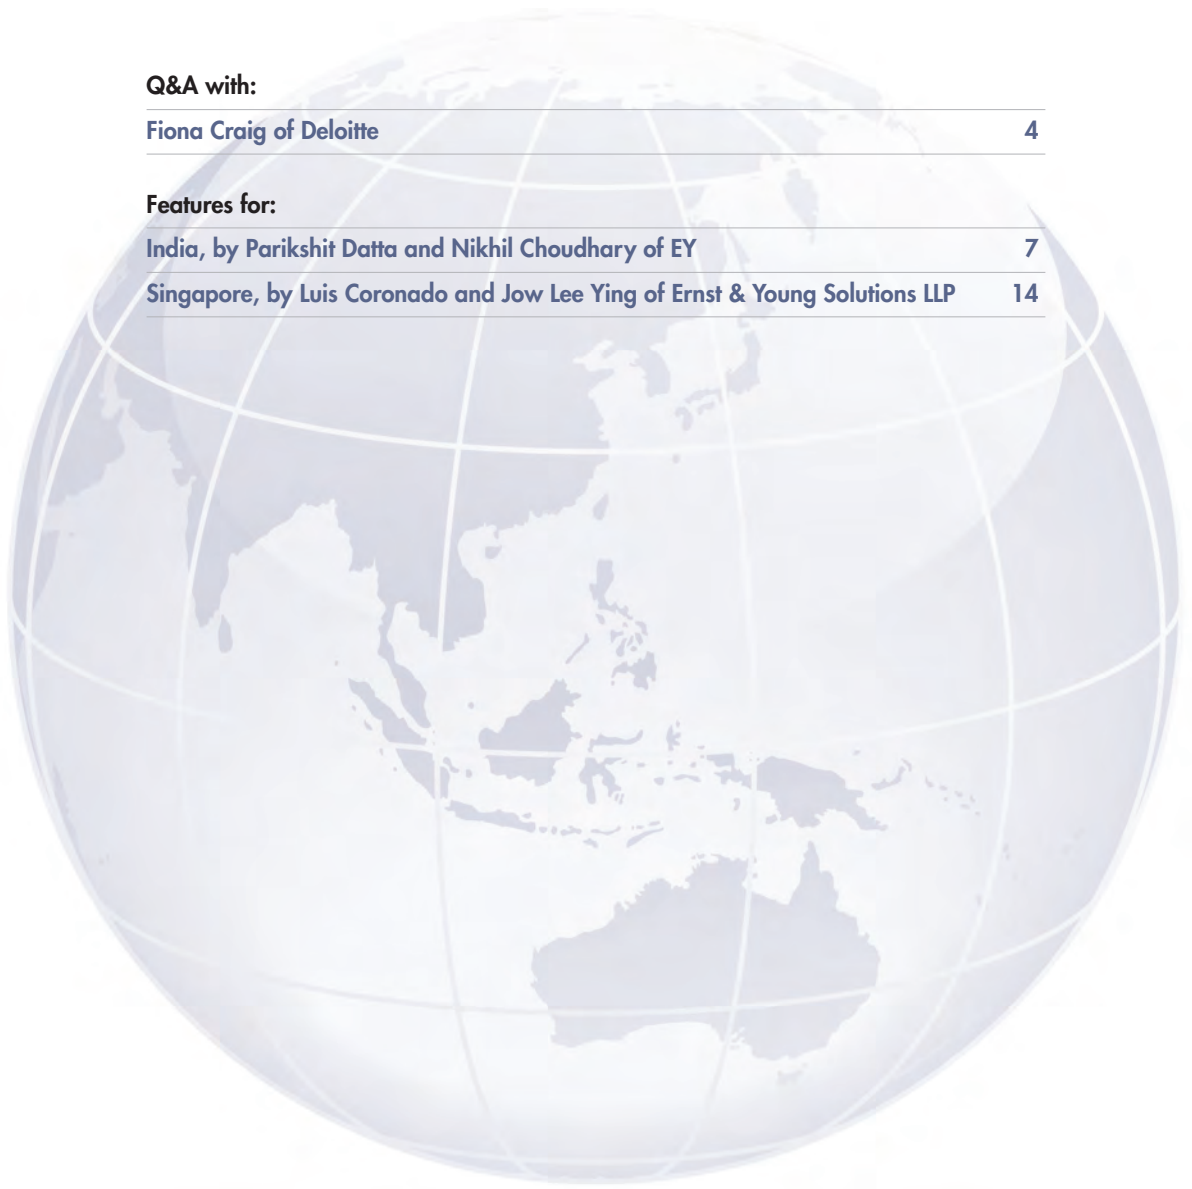 Q&A with:
Fiona Craig of Deloitte 4
Features for:
India, by Parikshit Datta and Nikhil Choudhary of EY 7
Singapore, by Luis Coronado and Jow Lee Ying of Ernst & Young Solutions LLP 14